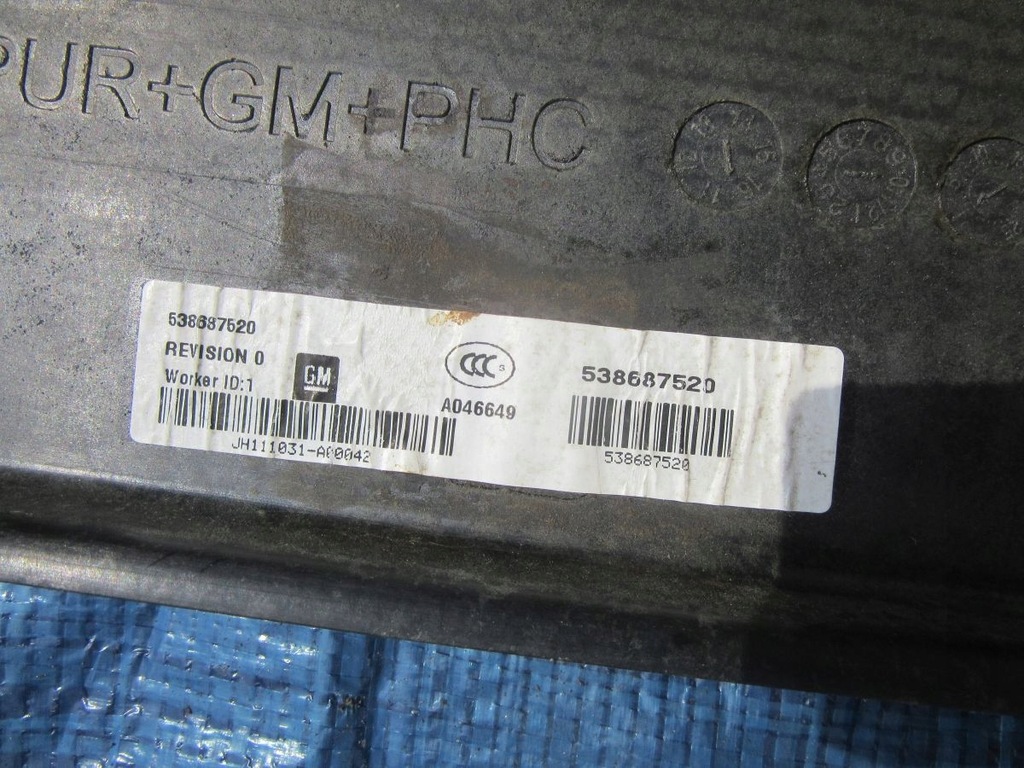 PUR+GM+PHC
538687520
REVISION 0
Worker ID:1
GM
JH111031-A00042
CCC S
A046649
538687520
538687520